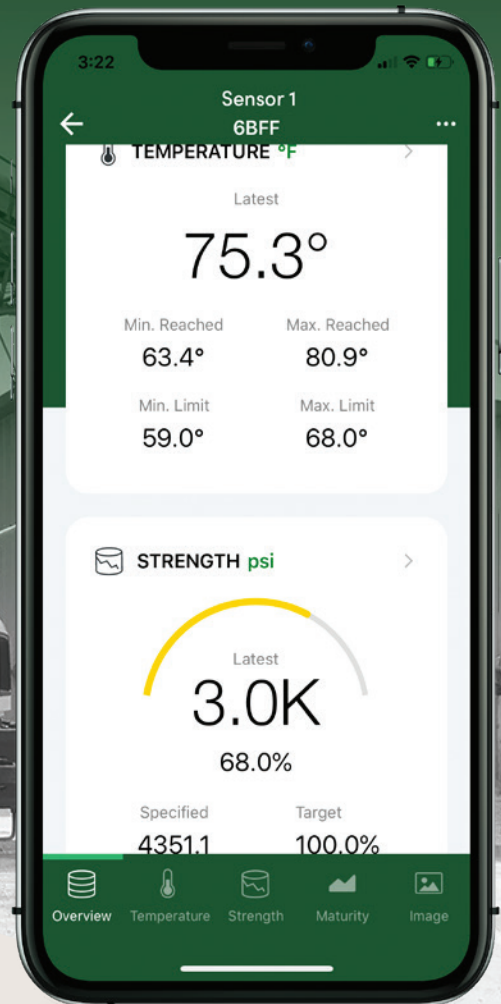 3:22
Sensor 1
6BFF
TEMPERATURE °F
Latest
75.3°
Min. Reached Max. Reached
63.4° 80.9°
Min. Limit Max. Limit
59.0° 68.0°
STRENGTH psi
Latest
3.0K
68.0%
Specified Target
4351.1 100.0%
Overview Temperature Strength Maturity Image